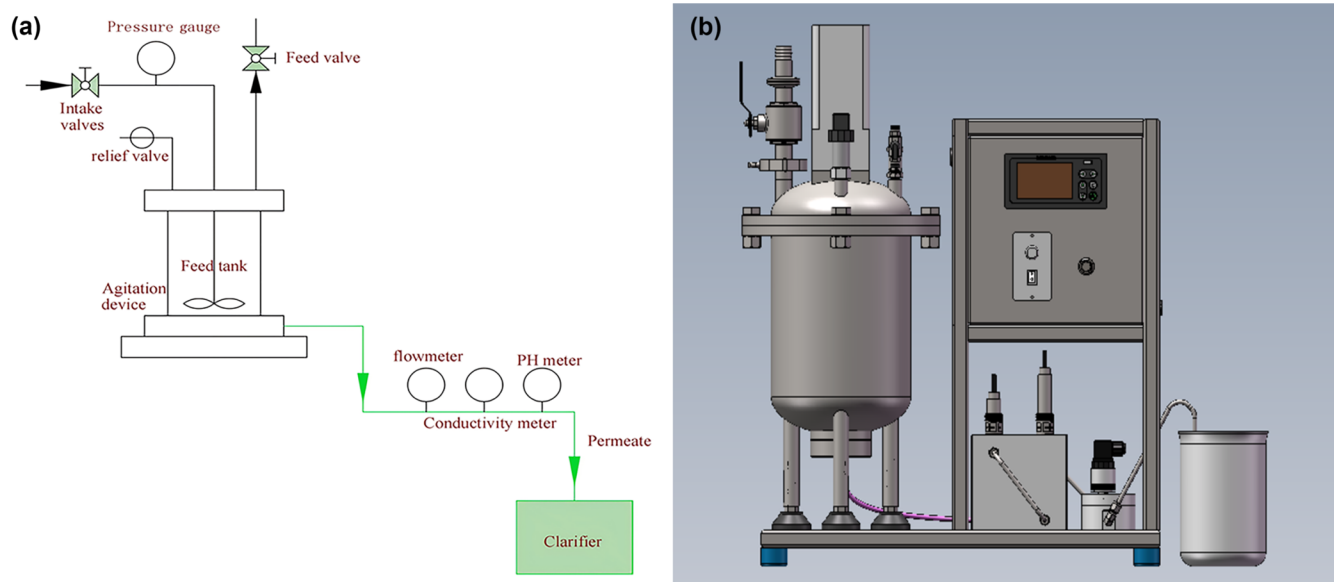 (a)
Pressure gauge
Feed valve
Intake
valves
relief valve
Feed tank
Agitation
device
flowmeter
PH meter
Conductivity meter
Permeate
Clarifier
(b)